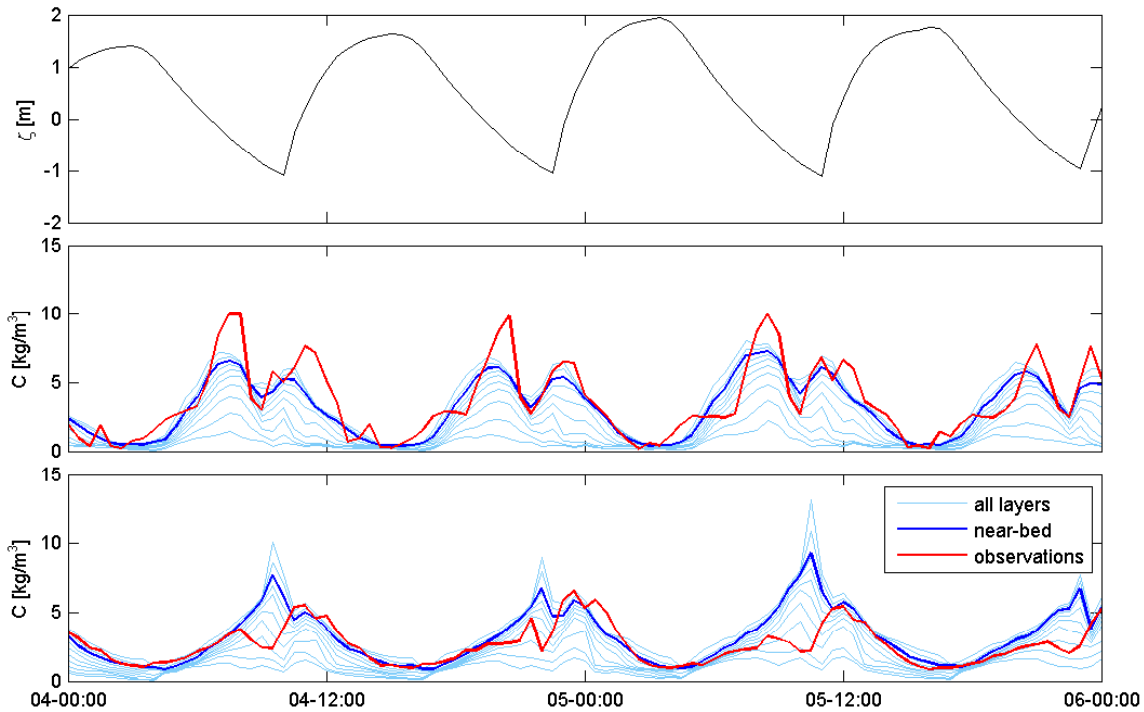 2
1
0
-1
-2
ζ [m]
15
10
5
0
C [kg/m³]
15
10
5
0
C [kg/m³]
all layers
near-bed
observations
04-00:00 04-12:00 05-00:00 05-12:00 06-00:00